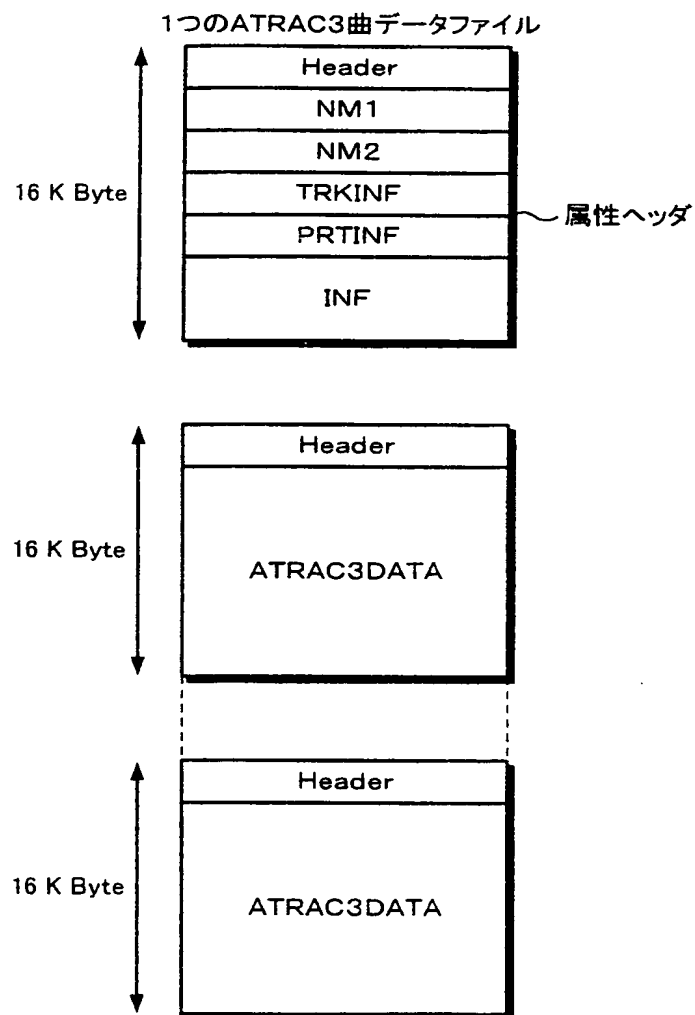 1つのATRAC3曲データファイル
Header
NM1
NM2
16 K Byte
TRKINF
属性ヘッダ
PRTINF
INF
Header
16 K Byte
ATRAC3DATA
Header
16 K Byte
ATRAC3DATA